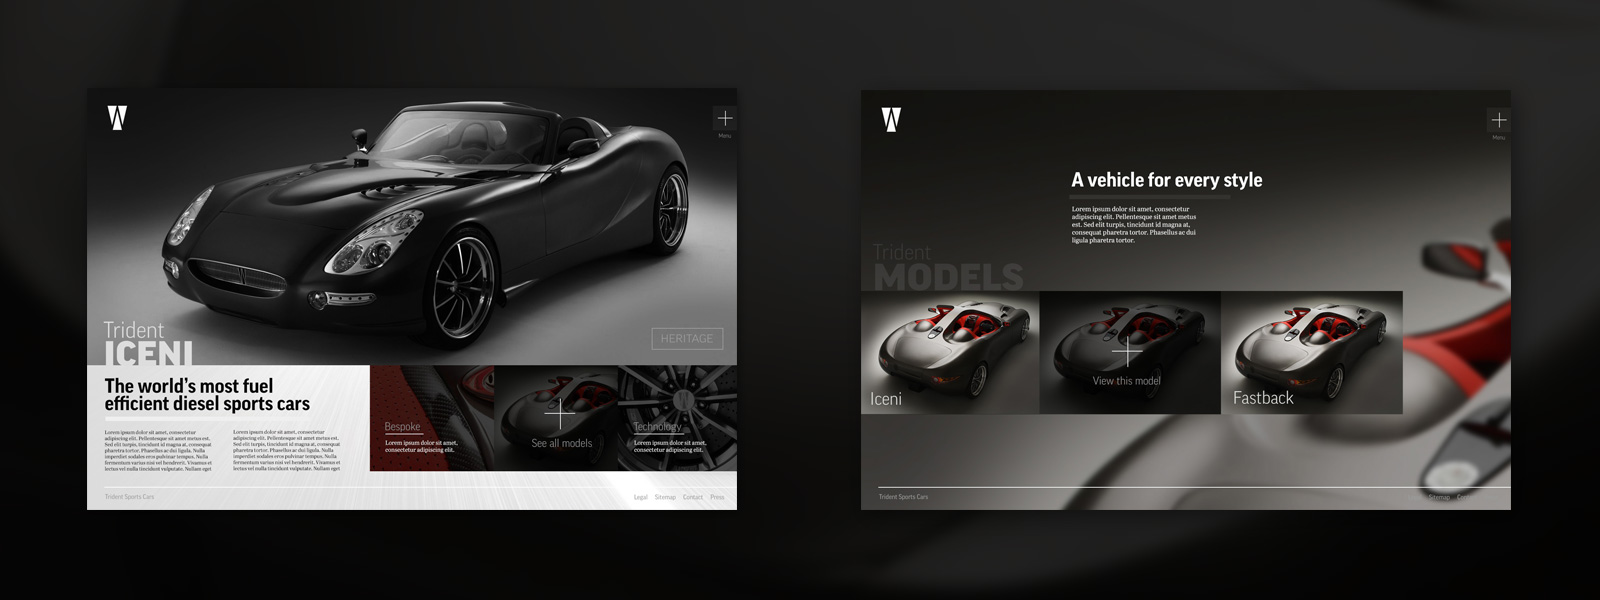 Menu
Trident
ICENI
HERITAGE
The world's most fuel
efficient diesel sports cars
Lorem ipsum dolor sit amet, consectetur
adipiscing elit. Pellentesque sit amet metus est.
Sed elit turpis, tincidunt id magna at, consequat
pharetra tortor. Phasellus ac dui ligula. Nulla
imperdiet sodales eros pulvinar tempus. Nulla
fermentum varius nisl vel hendrerit. Vivamus et
lectus vel nulla tincidunt vulputate. Nullam eget
Lorem ipsum dolor sit amet, consectetur
adipiscing elit. Pellentesque sit amet metus est.
Sed elit turpis, tincidunt id magna at, consequat
pharetra tortor. Phasellus ac dui ligula. Nulla
imperdiet sodales eros pulvinar tempus. Nulla
fermentum varius nisl vel hendrerit. Vivamus et
lectus vel nulla tincidunt vulputate. Nullam eget
Bespoke
Lorem ipsum dolor sit amet,
consectetur adipiscing elit.
See all models
Technology
Lorem ipsum dolor sit amet,
consectetur adipiscing elit.
Trident Sports Cars
Legal Sitemap Contact Press
Menu
A vehicle for every style
Lorem ipsum dolor sit amet, consectetur
adipiscing elit. Pellentesque sit amet metus
est. Sed elit turpis, tincidunt id magna at,
consequat pharetra tortor. Phasellus ac dui
ligula pharetra tortor.
Trident
MODELS
Iceni
View this model
Fastback
Trident Sports Cars
Sitemap